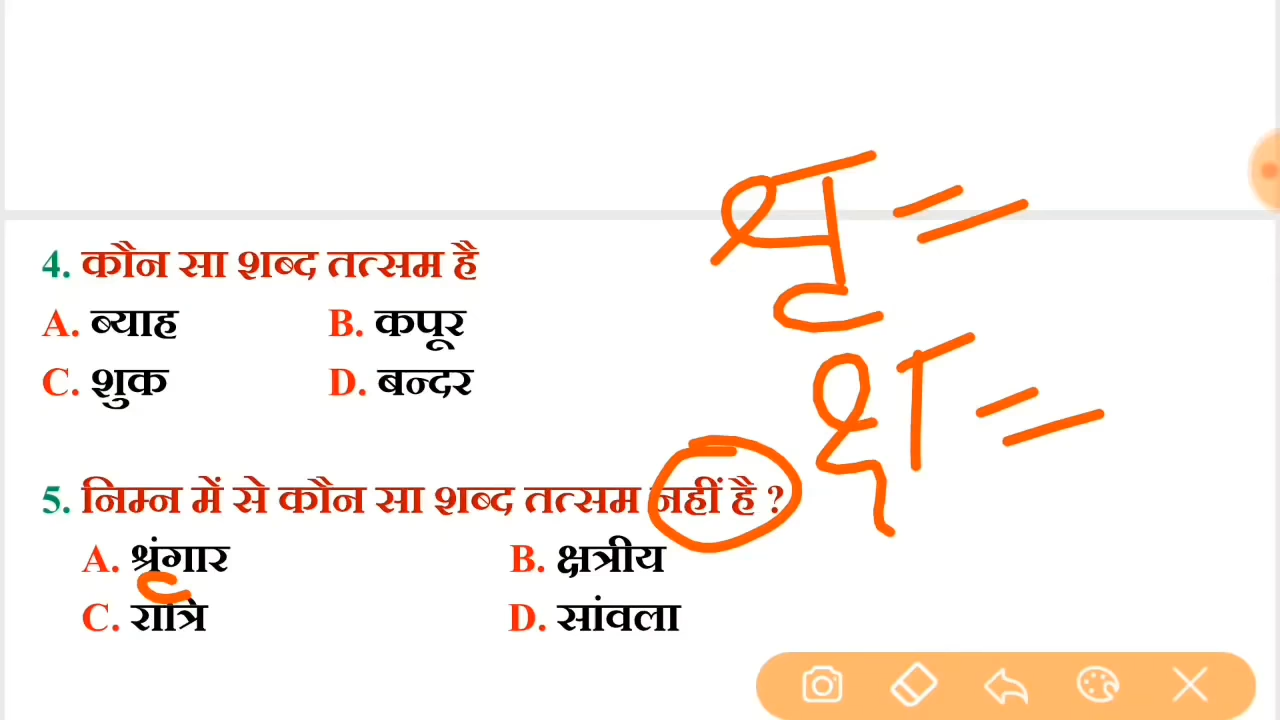 4. कौन सा शब्द तत्सम है
A. ब्याह B. कपूर
C. शुक D. बन्दर
5. निम्न में से कौन सा शब्द तत्सम नहीं है ?
A. श्रंगार B. क्षत्रीय
C. रात्रि D. सांवला